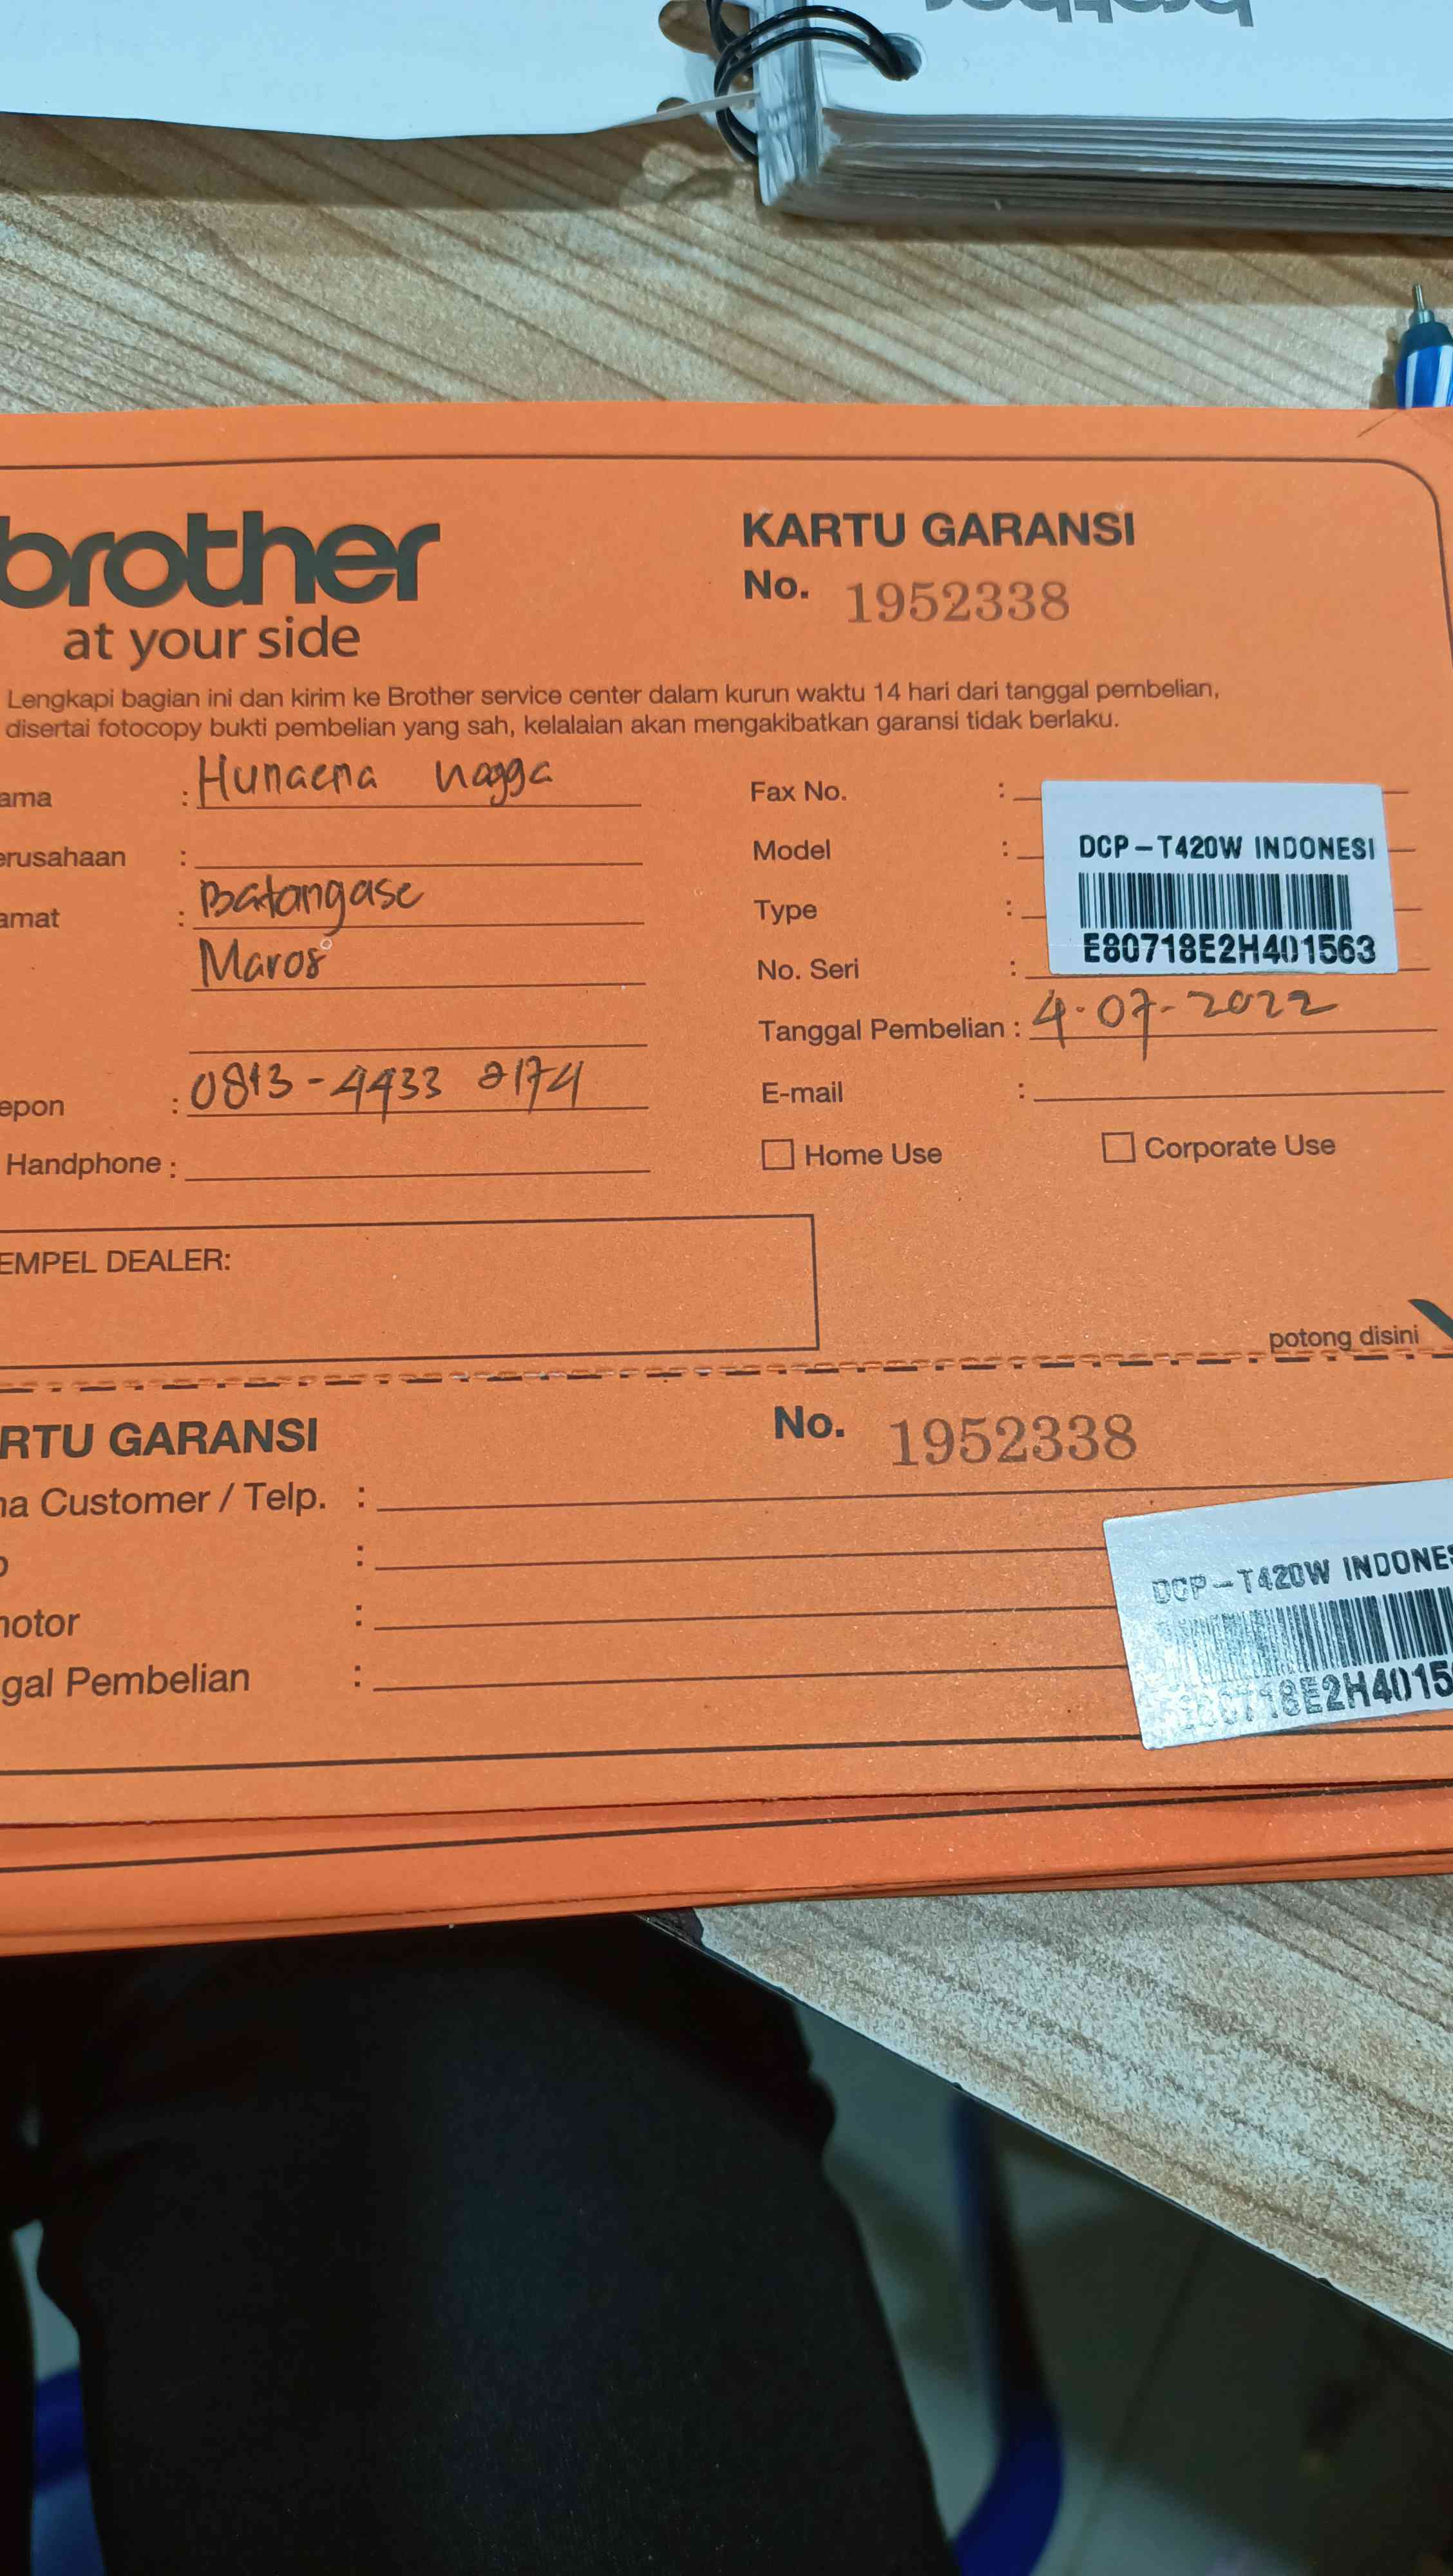 brother
brother
at your side
KARTU GARANSI
No. 1952338
Lengkapi bagian ini dan kirim ke Brother service center dalam kurun waktu 14 hari dari tanggal pembelian,
disertai fotocopy bukti pembelian yang sah, kelalaian akan mengakibatkan garansi tidak berlaku.
ama : Hunaena Nagga
erusahaan :
amat : Batangase
Maros
epon : 0813-4433 2174
Handphone :
Fax No. :
Model :
Type :
No. Seri :
DCP-T420W INDONESI
E80718E2H401563
Tanggal Pembelian : 4-07-2022
E-mail :
Home Use
Corporate Use
EMPEL DEALER:
potong disini
RTU GARANSI
No. 1952338
na Customer / Telp. :
o :
notor :
gal Pembelian :
DCP-T420W INDONES
E80718E2H4015